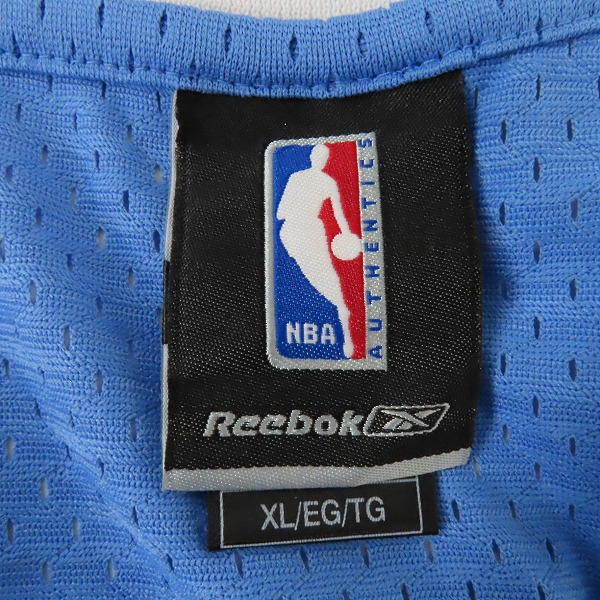 NBA
AUTHENTICS
Reebok
XL/EG/TG